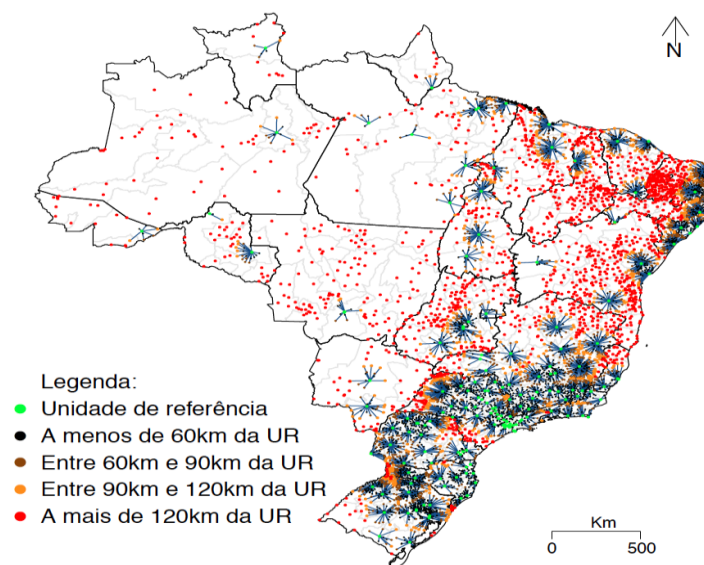 N
Legenda:
Unidade de referência
A menos de 60km da UR
Entre 60km e 90km da UR
Entre 90km e 120km da UR
A mais de 120km da UR
Km
0 500